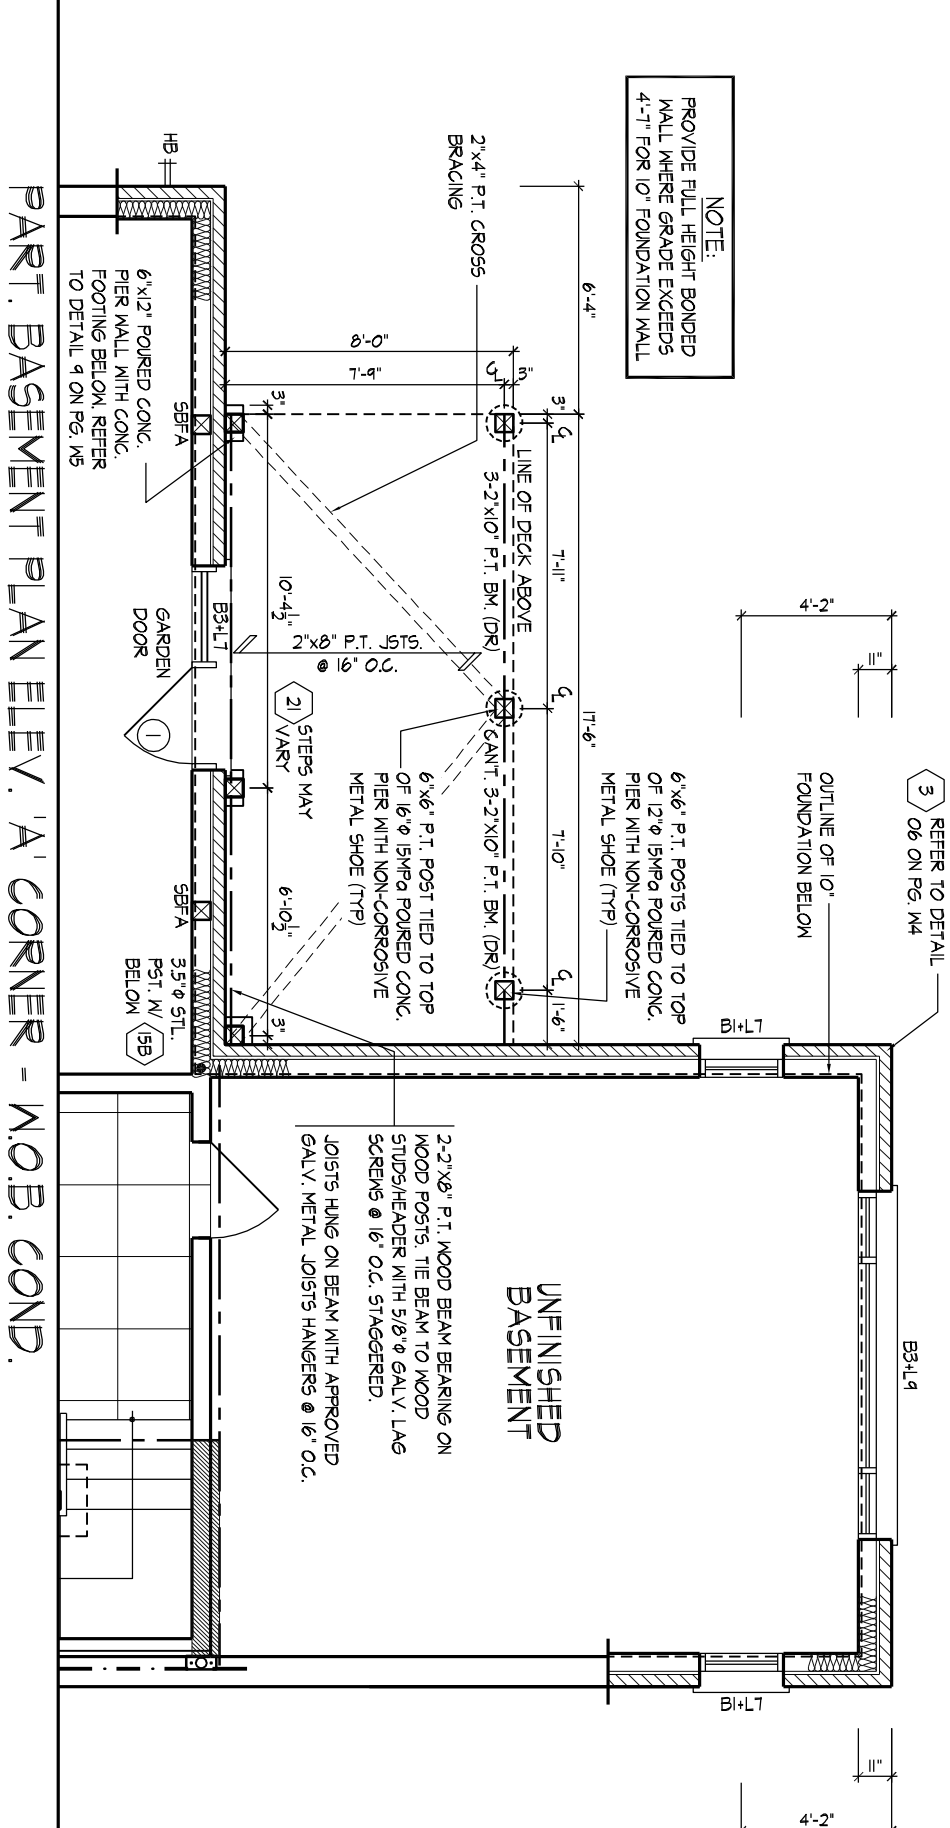 3
REFER TO DETAIL
06 ON PG. W4
B3+L9
4'-2"
11"
11"
4'-2"
OUTLINE OF 10"
FOUNDATION BELOW
B1+L7
B1+L7
NOTE:
PROVIDE FULL HEIGHT BONDED
WALL WHERE GRADE EXCEEDS
4'-7" FOR 10" FOUNDATION WALL
6"x6" P.T. POSTS TIED TO TOP
OF 12"φ 15MPa POURED CONC.
PIER WITH NON-CORROSIVE
METAL SHOE (TYP)
6'-4"
17'-6"
3"
℄
7'-11"
℄
7'-10"
℄
1'-6"
LINE OF DECK ABOVE
3-2"x10" P.T. BM. (DR)
CANT. 3-2"X10" P.T. BM. (DR)
UNFINISHED
BASEMENT
2"x4" P.T. CROSS
BRACING
8'-0"
7'-9"
℄
3"
6"x6" P.T. POST TIED TO TOP
OF 16"φ 15MPa POURED CONC.
PIER WITH NON-CORROSIVE
METAL SHOE (TYP)
2-2"X8" P.T. WOOD BEAM BEARING ON
WOOD POSTS. TIE BEAM TO WOOD
STUDS/HEADER WITH 5/8"φ GALV. LAG
SCREWS @ 16" O.C. STAGGERED.
JOISTS HUNG ON BEAM WITH APPROVED
GALV. METAL JOISTS HANGERS @ 16" O.C.
2"x8" P.T. JSTS.
@ 16" O.C.
21
STEPS MAY
VARY
3"
10'-4 1/2"
6'-10 1/2"
3"
B3+L7
SBFA
SBFA
HB
GARDEN
DOOR
1
3.5"φ STL.
PST. W/
BELOW
15B
6"x12" POURED CONC.
PIER WALL WITH CONC.
FOOTING BELOW. REFER
TO DETAIL 9 ON PG. W5
PART. BASEMENT PLAN ELEV. 'A' CORNER - W.O.B. COND.